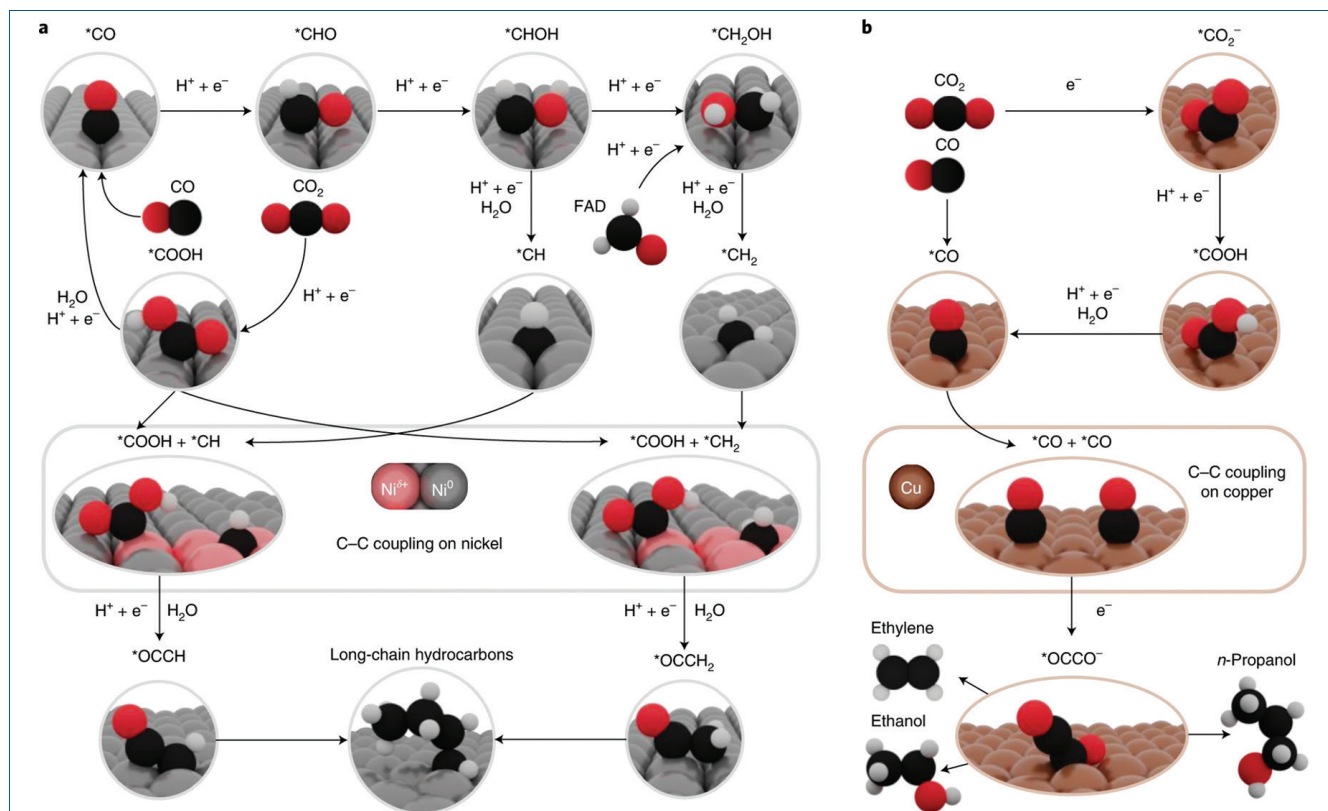 a
*CO
*CHO
*CHOH
*CH₂OH
H⁺ + e⁻
H⁺ + e⁻
H⁺ + e⁻
CO
CO₂
*COOH
H₂O
H⁺ + e⁻
H⁺ + e⁻
H⁺ + e⁻
H₂O
*CH
H⁺ + e⁻
FAD
H⁺ + e⁻
H₂O
*CH₂
*COOH + *CH
*COOH + *CH₂
Niᵟ⁺
Ni⁰
C–C coupling on nickel
H⁺ + e⁻
H₂O
H⁺ + e⁻
H₂O
*OCCH
Long-chain hydrocarbons
*OCCH₂
b
CO₂
e⁻
*CO₂⁻
CO
H⁺ + e⁻
*CO
*COOH
H⁺ + e⁻
H₂O
*CO + *CO
Cu
C–C coupling
on copper
e⁻
Ethylene
*OCCO⁻
n-Propanol
Ethanol